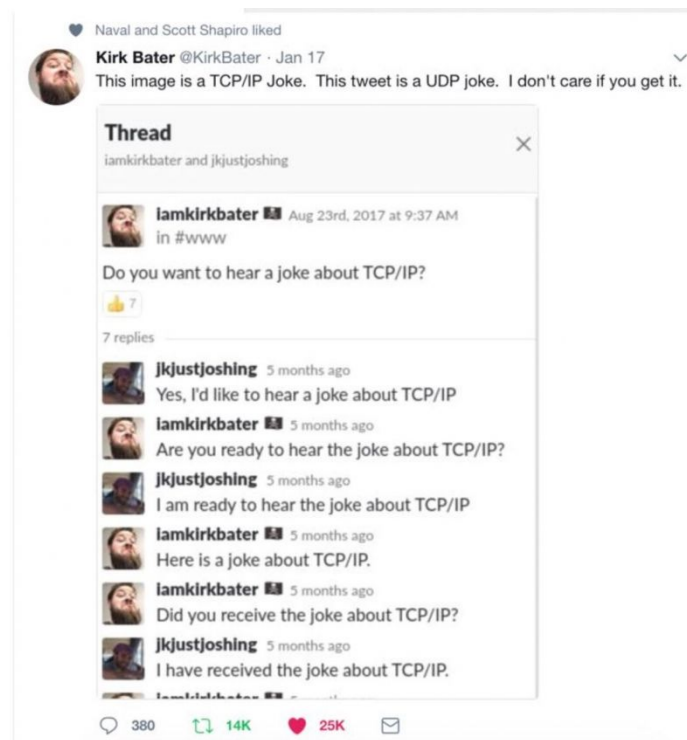 Naval and Scott Shapiro liked
Kirk Bater @KirkBater · Jan 17
This image is a TCP/IP Joke. This tweet is a UDP joke. I don't care if you get it.
Thread
iamkirkbater and jkjustjoshing
iamkirkbater Aug 23rd, 2017 at 9:37 AM
in #www
Do you want to hear a joke about TCP/IP?
7
7 replies
jkjustjoshing 5 months ago
Yes, I'd like to hear a joke about TCP/IP
iamkirkbater 5 months ago
Are you ready to hear the joke about TCP/IP?
jkjustjoshing 5 months ago
I am ready to hear the joke about TCP/IP
iamkirkbater 5 months ago
Here is a joke about TCP/IP.
iamkirkbater 5 months ago
Did you receive the joke about TCP/IP?
jkjustjoshing 5 months ago
I have received the joke about TCP/IP.
380 14K 25K